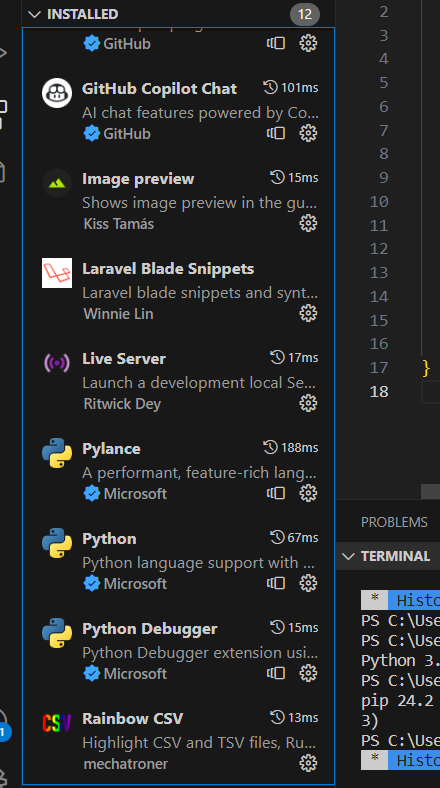 INSTALLED 12
GitHub
GitHub Copilot Chat 101ms
AI chat features powered by Co...
GitHub
Image preview 15ms
Shows image preview in the gu...
Kiss Tamás
Laravel Blade Snippets
Laravel blade snippets and synt...
Winnie Lin
Live Server 17ms
Launch a development local Se...
Ritwick Dey
Pylance 188ms
A performant, feature-rich lang...
Microsoft
Python 67ms
Python language support with ...
Microsoft
Python Debugger 15ms
Python Debugger extension usi...
Microsoft
CSV
Rainbow CSV 13ms
Highlight CSV and TSV files, Ru...
mechatroner
1
2
3
4
5
6
7
8
9
10
11
12
13
14
15
16
17 }
18
PROBLEMS
TERMINAL
* Histo
PS C:\Use
PS C:\Use
Python 3.
PS C:\Use
pip 24.2
3)
PS C:\Use
* Histo